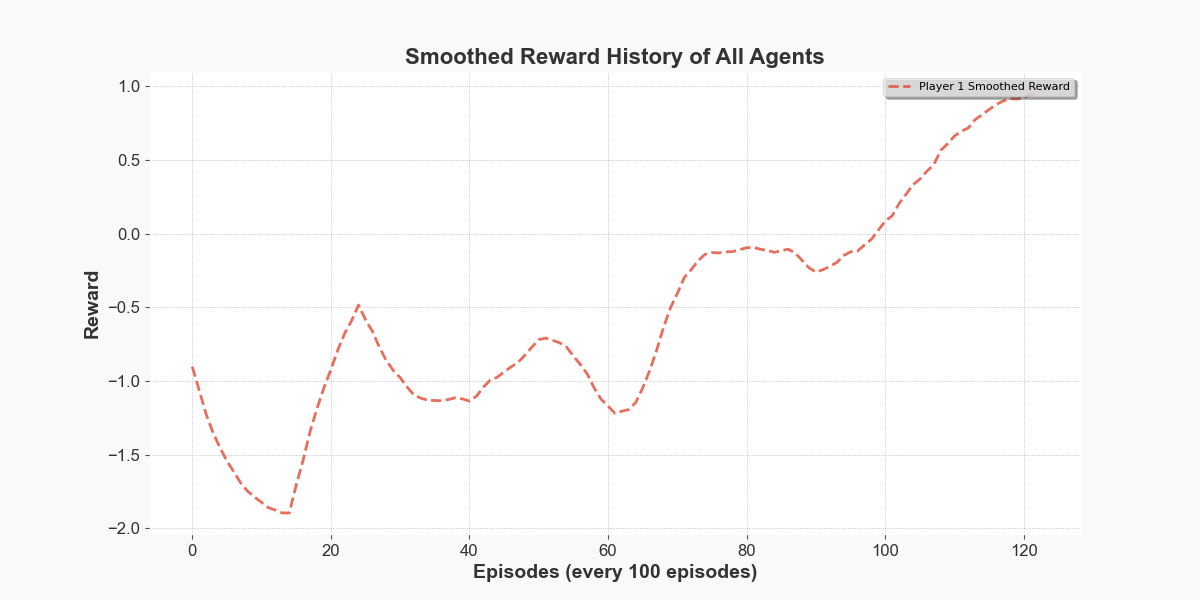 Smoothed Reward History of All Agents
Player 1 Smoothed Reward
1.0
0.5
0.0
−0.5
−1.0
−1.5
−2.0
Reward
0 20 40 60 80 100 120
Episodes (every 100 episodes)